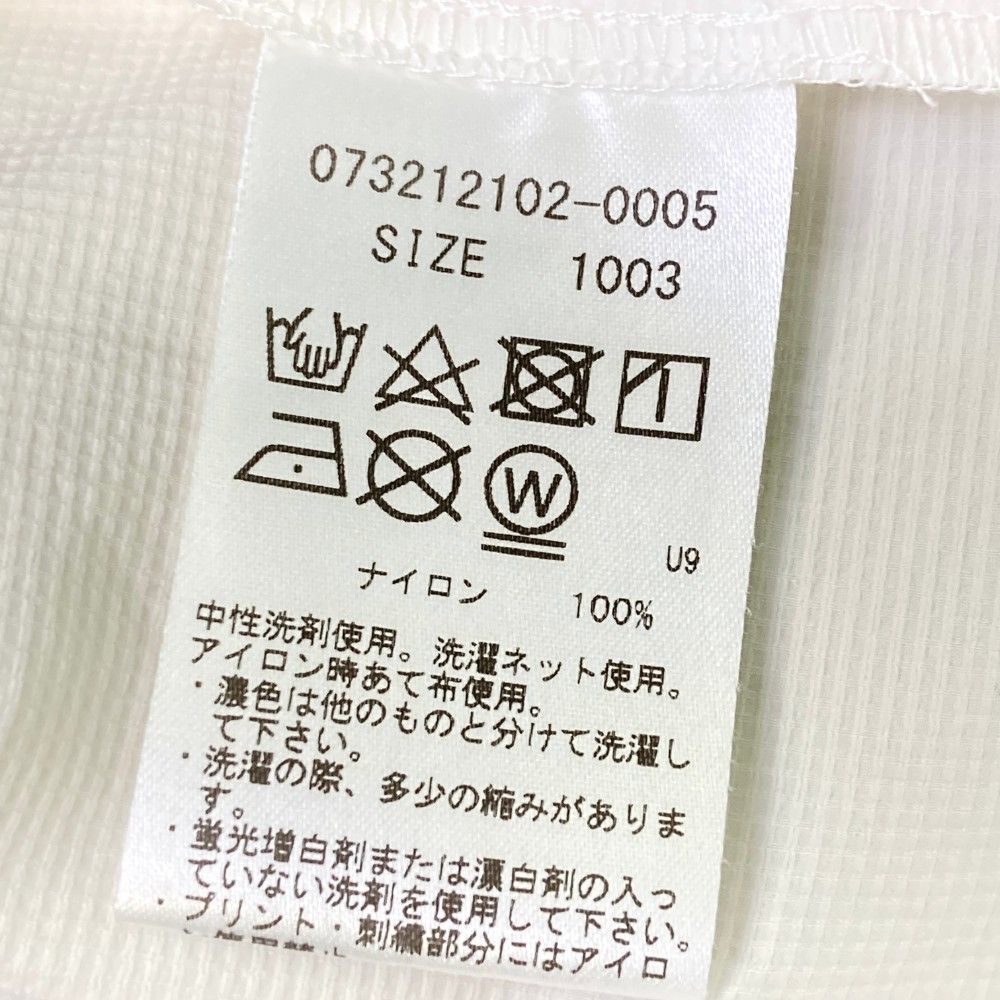 073212102-0005
SIZE 1003
W
U9
ナイロン 100%
中性洗剤使用。洗濯ネット使用。
アイロン時あて布使用。
・濃色は他のものと分けて洗濯し
て下さい。
・洗濯の際、多少の縮みがありま
す。
・蛍光増白剤または漂白剤の入っ
ていない洗剤を使用して下さい。
・プリント・刺繍部分にはアイロ